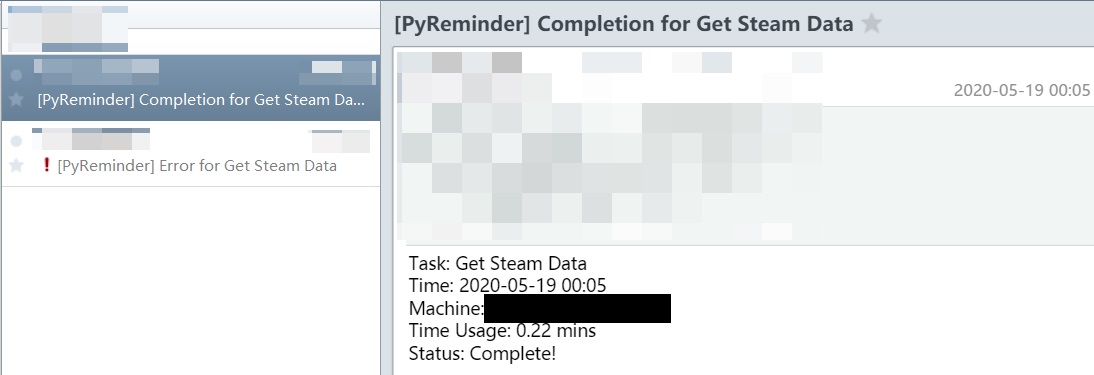 [PyReminder] Completion for Get Steam Da...
[PyReminder] Error for Get Steam Data
[PyReminder] Completion for Get Steam Data
2020-05-19 00:05
Task: Get Steam Data
Time: 2020-05-19 00:05
Machine:
Time Usage: 0.22 mins
Status: Complete!